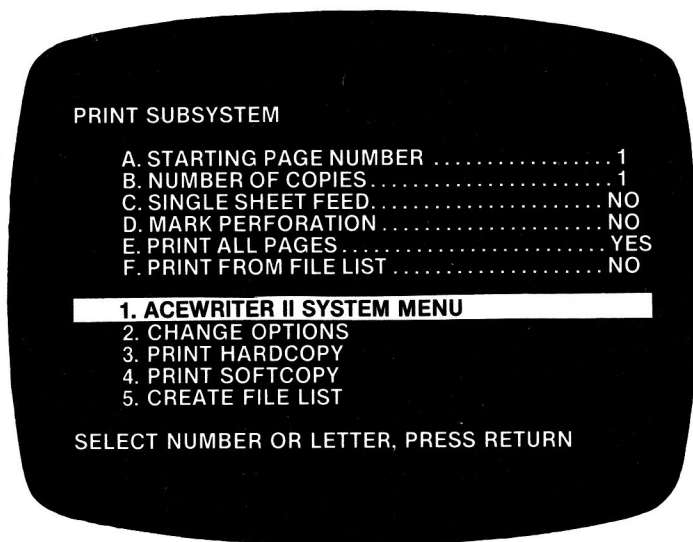 PRINT SUBSYSTEM
A. STARTING PAGE NUMBER .................1
B. NUMBER OF COPIES.......................1
C. SINGLE SHEET FEED......................NO
D. MARK PERFORATION .....................NO
E. PRINT ALL PAGES........................YES
F. PRINT FROM FILE LIST ...................NO
1. ACEWRITER II SYSTEM MENU
2. CHANGE OPTIONS
3. PRINT HARDCOPY
4. PRINT SOFTCOPY
5. CREATE FILE LIST
SELECT NUMBER OR LETTER, PRESS RETURN